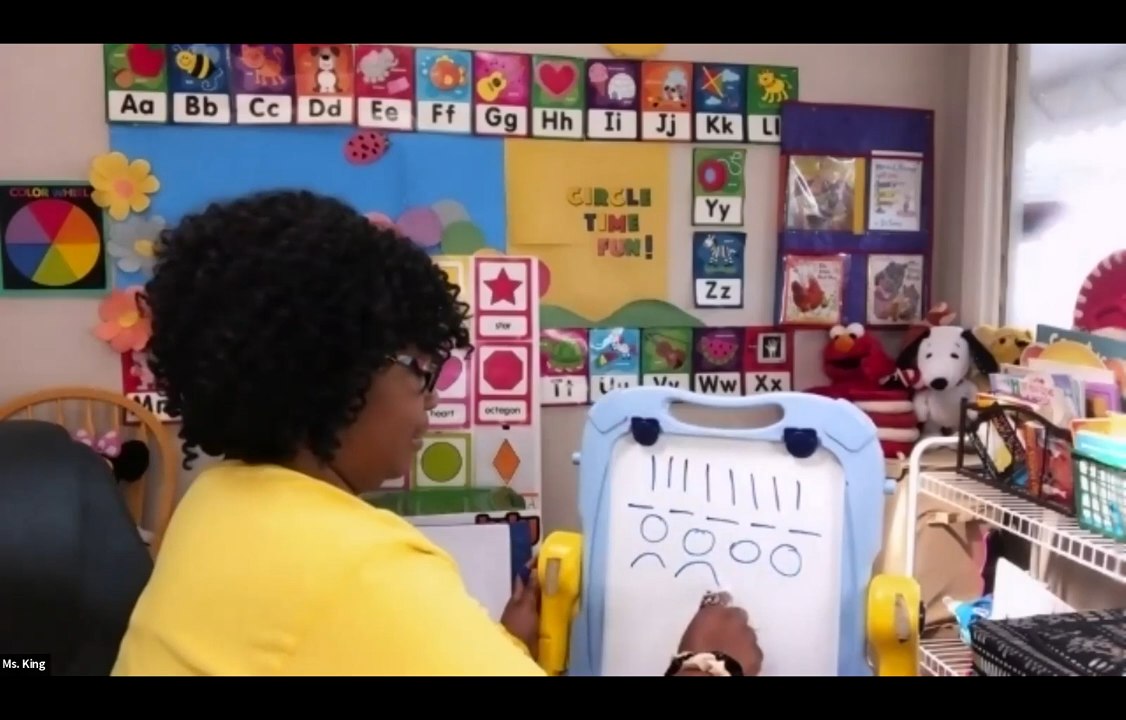 Aa Bb Cc Dd Ee Ff Gg Hh Ii Jj Kk Ll
COLOR WHEEL
CIRCLE
TIME
FUN!
Yy
Zz
star
heart
octagon
Tt Uu Vv Ww Xx
Ms. King